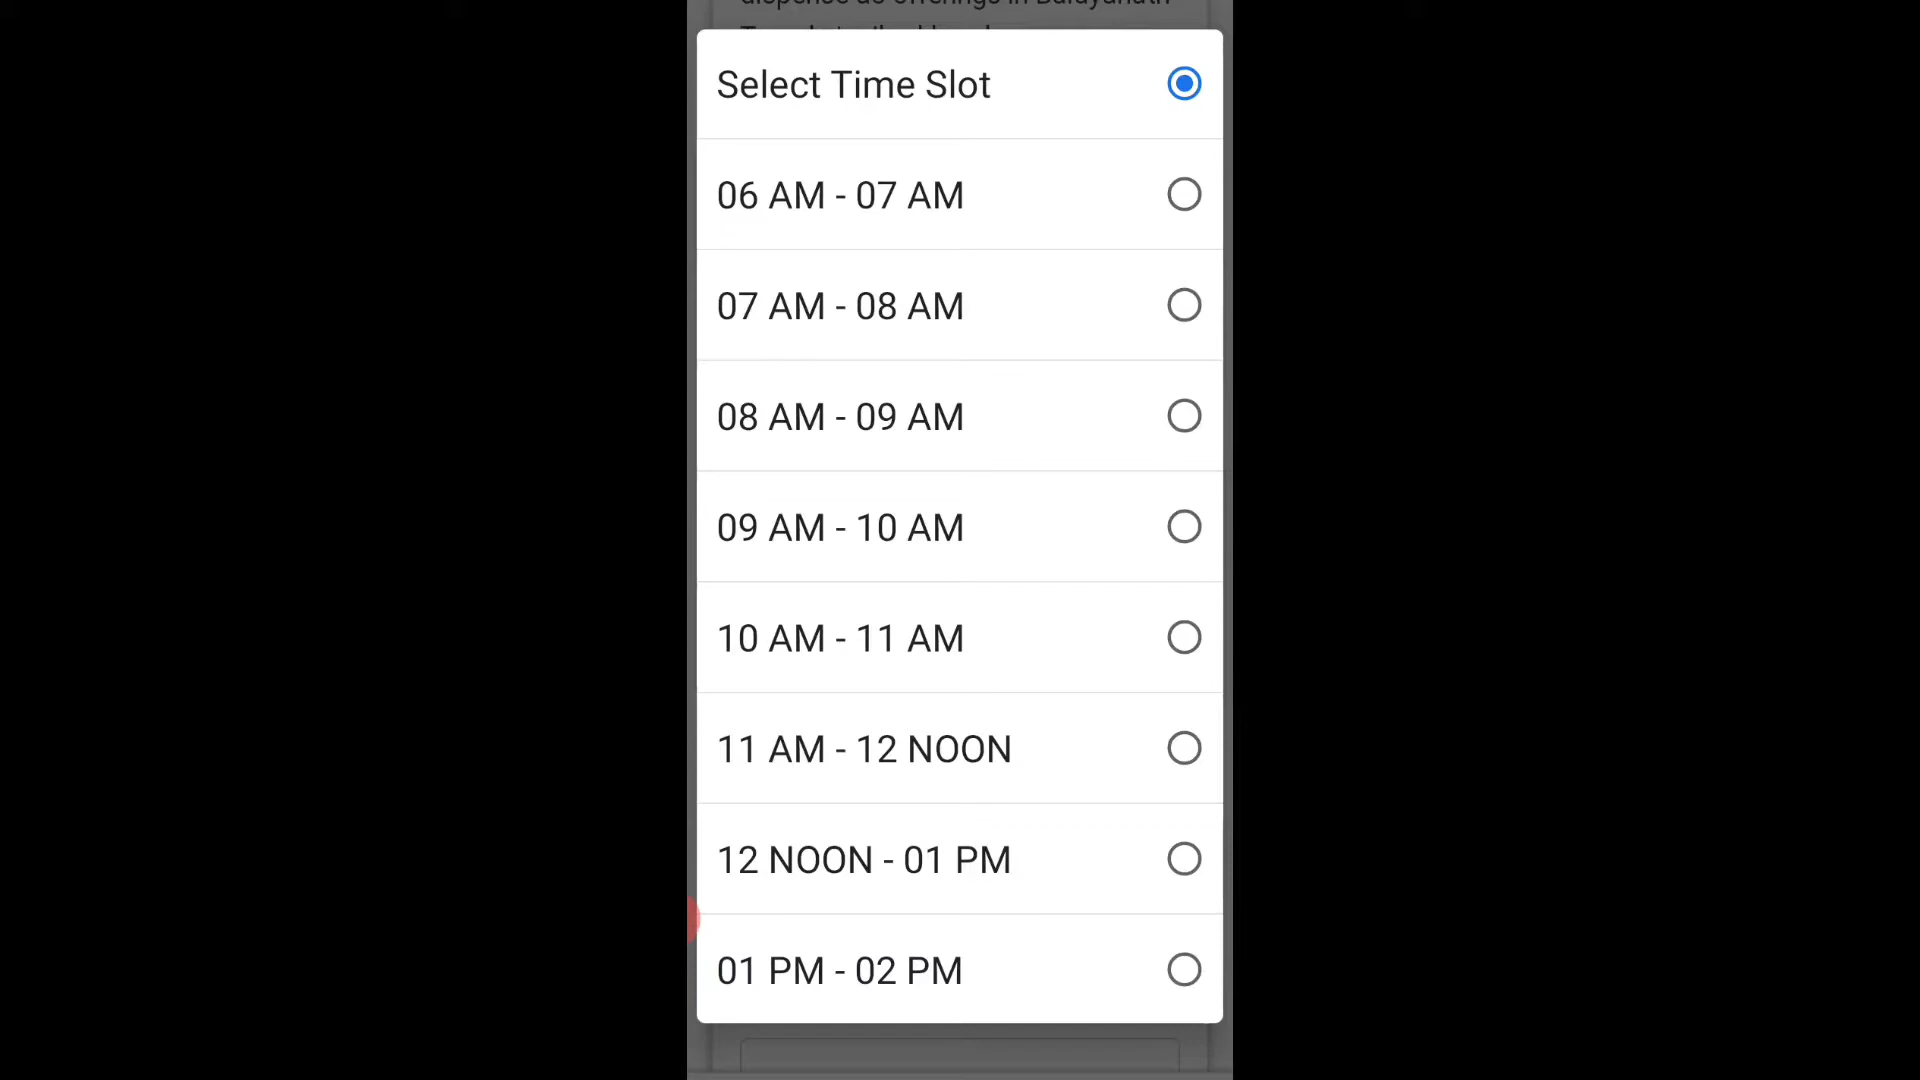 Select Time Slot
06 AM - 07 AM
07 AM - 08 AM
08 AM - 09 AM
09 AM - 10 AM
10 AM - 11 AM
11 AM - 12 NOON
12 NOON - 01 PM
01 PM - 02 PM